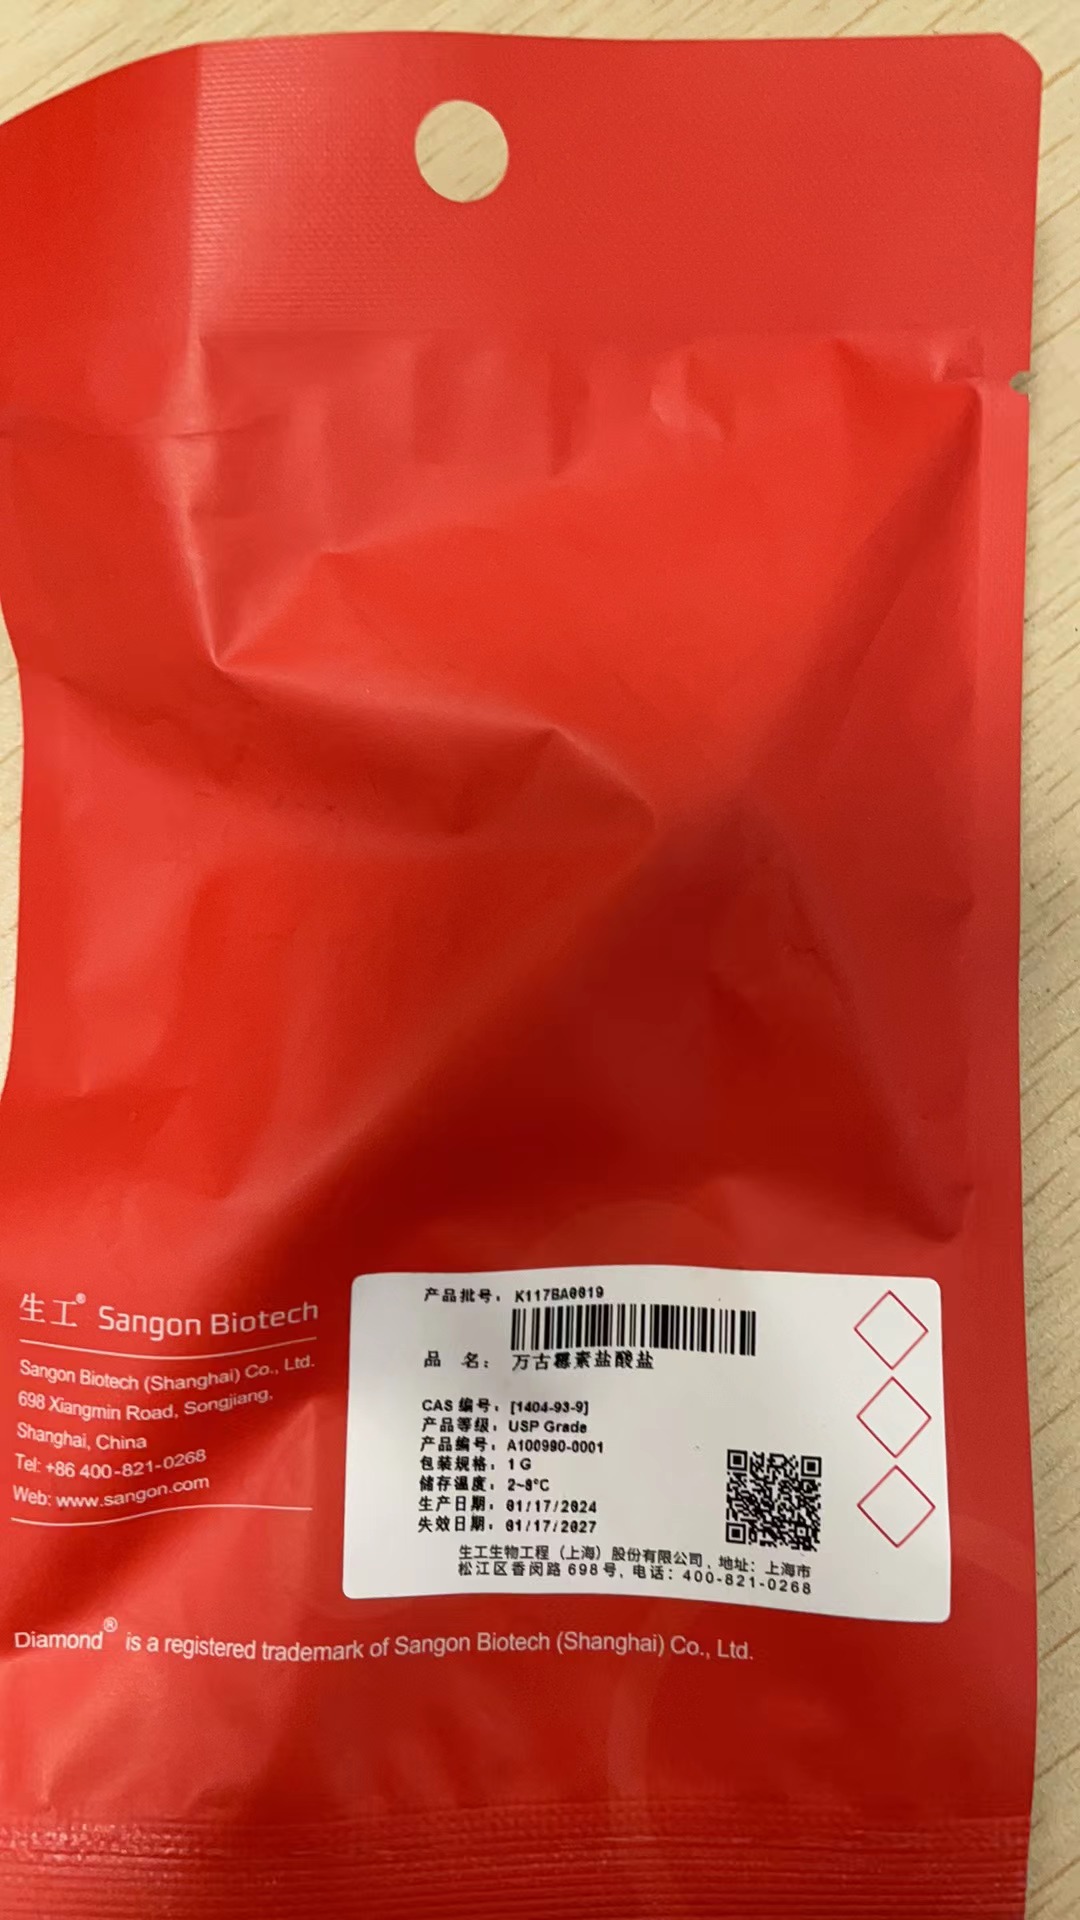 生工® Sangon Biotech
Sangon Biotech (Shanghai) Co., Ltd.
698 Xiangmin Road, Songjiang,
Shanghai, China
Tel: +86 400-821-0268
Web: www.sangon.com
产品批号: K117BA0019
品 名: 万古霉素盐酸盐
CAS 编号: [1404-93-9]
产品等级: USP Grade
产品编号: A100990-0001
包装规格: 1 G
储存温度: 2~8°C
生产日期: 01/17/2024
失效日期: 01/17/2027
生工生物工程（上海）股份有限公司, 地址: 上海市
松江区香闵路 698 号, 电话: 400-821-0268
Diamond® is a registered trademark of Sangon Biotech (Shanghai) Co., Ltd.